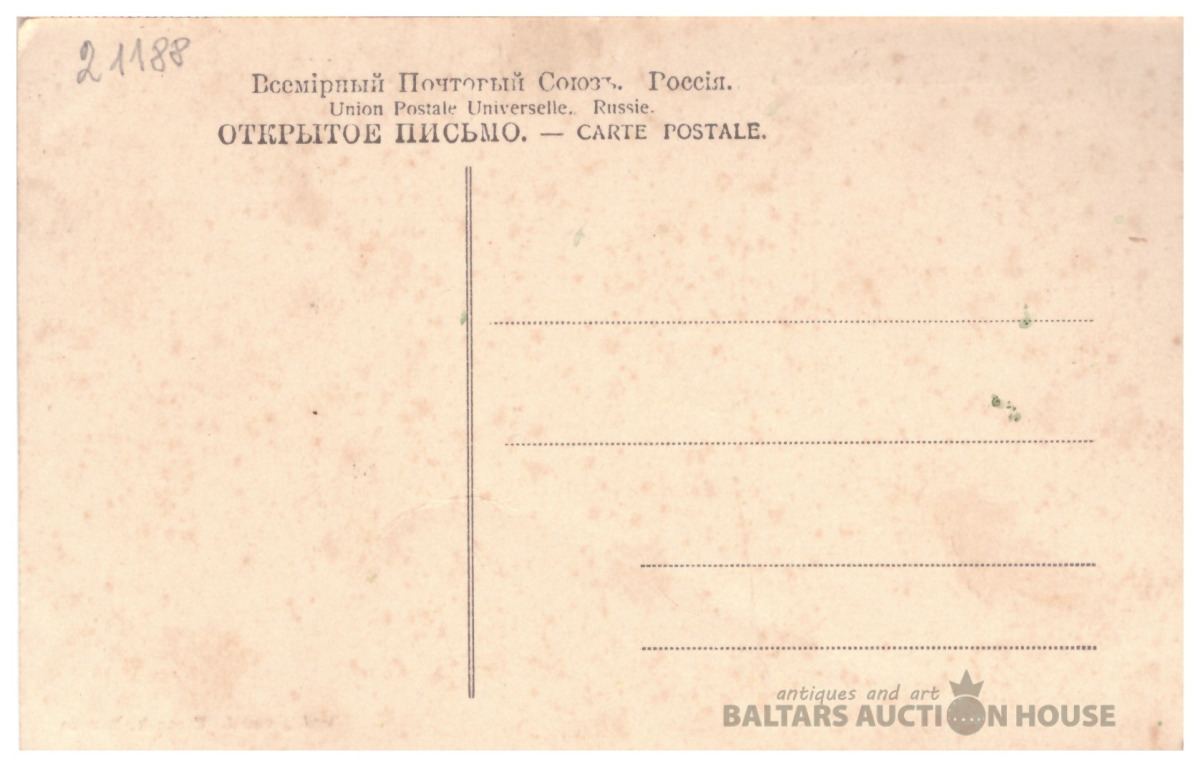 21188
Всемірный Почтовый Союзъ. Россія.
Union Postale Universelle. Russie.
ОТКРЫТОЕ ПИСЬМО. — CARTE POSTALE.
antiques and art
BALTARS AUCTION HOUSE